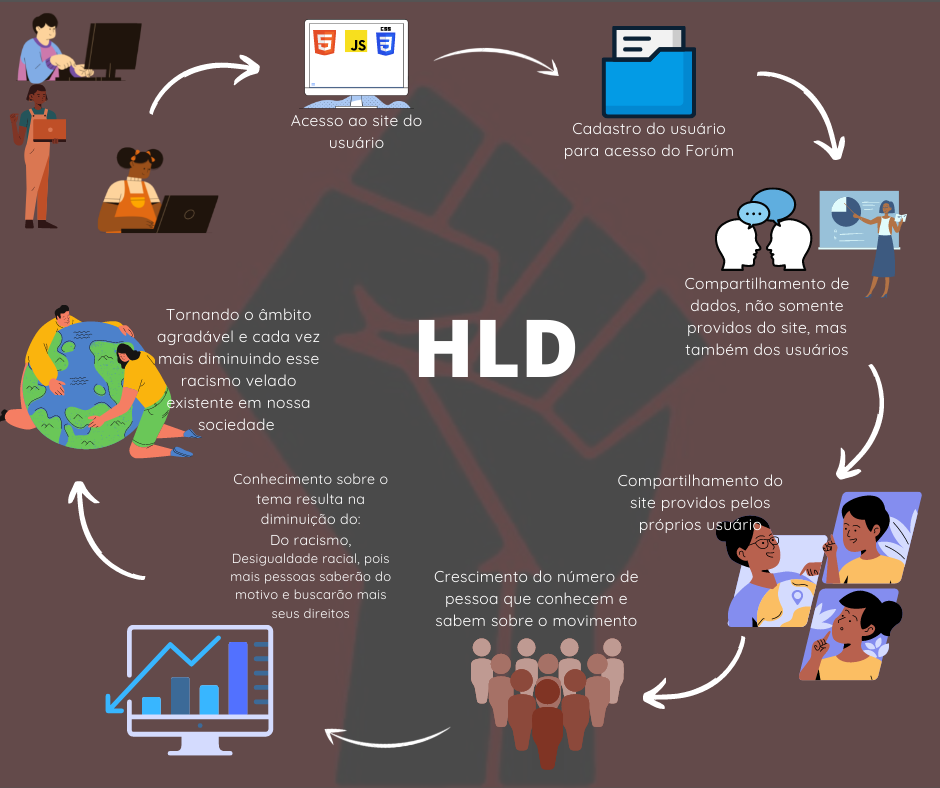 5
JS
CSS
3
Acesso ao site do
usuário
Cadastro do usuário
para acesso do Forúm
Compartilhamento de
dados, não somente
providos do site, mas
também dos usuários
HLD
Tornando o âmbito
agradável e cada vez
mais diminuindo esse
racismo velado
existente em nossa
sociedade
Compartilhamento do
site providos pelos
próprios usuário
Conhecimento sobre o
tema resulta na
diminuição do:
Do racismo,
Desigualdade racial, pois
mais pessoas saberão do
motivo e buscarão mais
seus direitos
Crescimento do número de
pessoa que conhecem e
sabem sobre o movimento